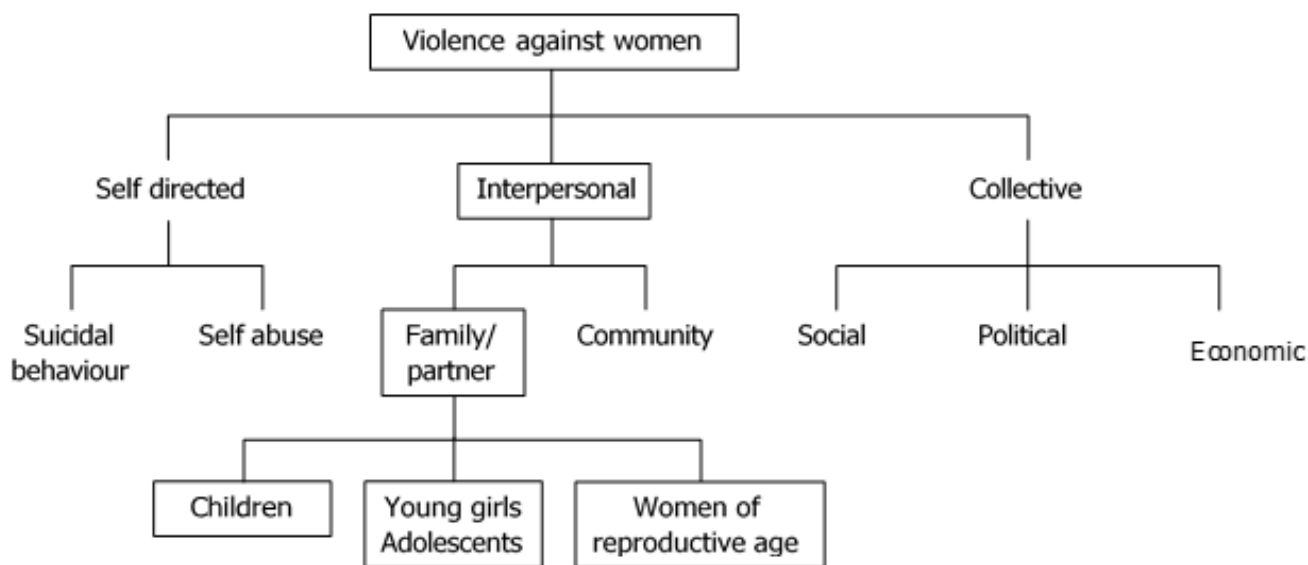 Violence against women
Self directed
Interpersonal
Collective
Suicidal
behaviour
Self abuse
Family/
partner
Community
Social
Political
Economic
Children
Young girls
Adolescents
Women of
reproductive age